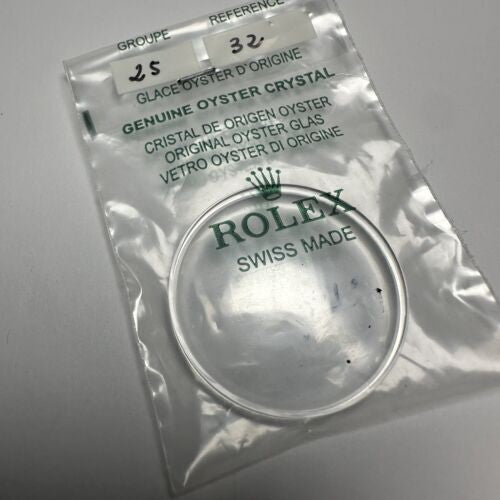 GROUPE REFERENCE
25 32
GLACE OYSTER D'ORIGINE
GENUINE OYSTER CRYSTAL
CRISTAL DE ORIGEN OYSTER
ORIGINAL OYSTER GLAS
VETRO OYSTER DI ORIGINE
ROLEX
SWISS MADE